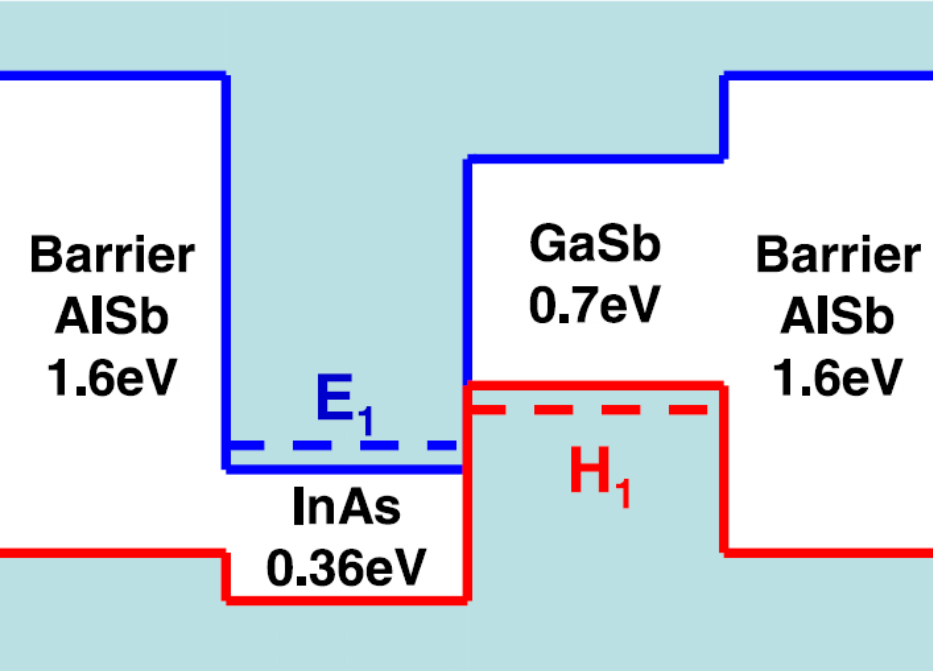 Barrier
AlSb
1.6eV
E₁
InAs
0.36eV
GaSb
0.7eV
H₁
Barrier
AlSb
1.6eV